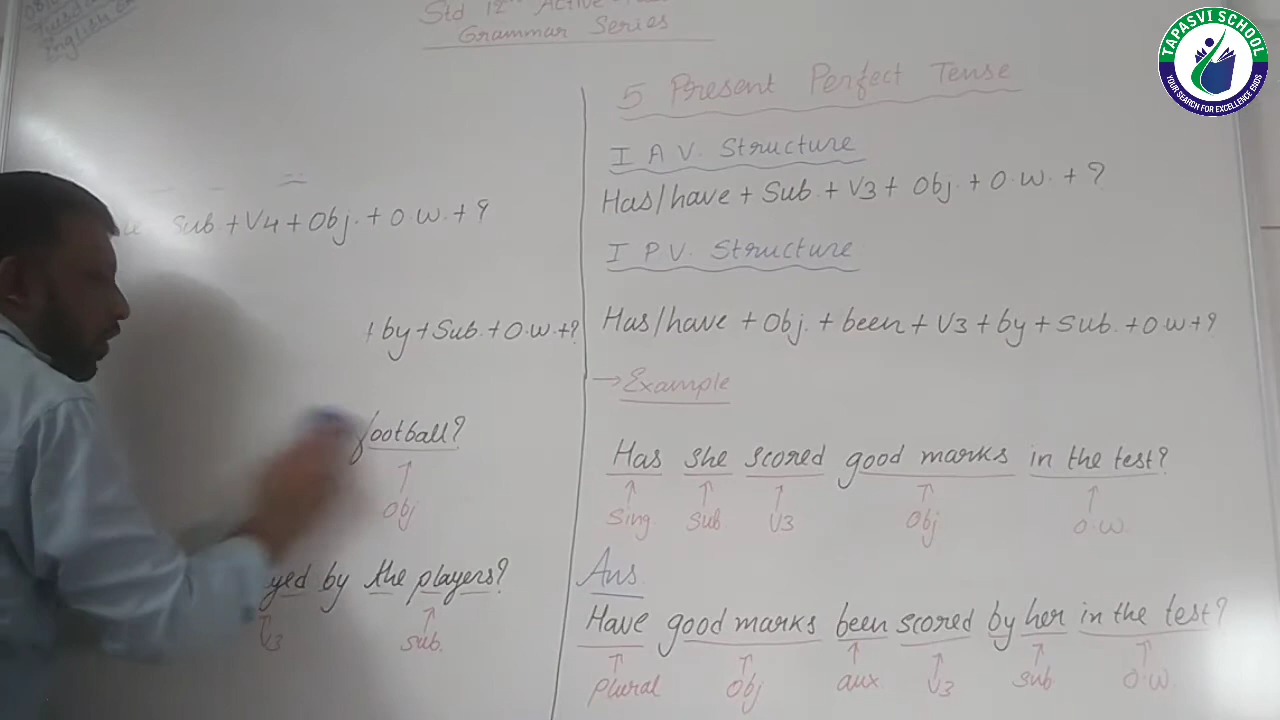 Std 12th Active
Grammar Series
English
Sub. + V4 + Obj. + O.W. + ?
+ by + Sub. + O.W. + ?
football?
Obj
yed by the players?
V3 sub.
5 Present Perfect Tense
I A V. Structure
Has/have + Sub. + V3 + Obj. + O.W. + ?
I P V. Structure
Has/have + Obj. + been + V3 + by + Sub. + O.W + ?
→ Example
Has she scored good marks in the test?
Sing Sub V3 Obj O.W.
Ans.
Have good marks been scored by her in the test?
Plural Obj aux V3 sub O.W.
TAPASVI SCHOOL
YOUR SEARCH FOR EXCELLENCE ENDS